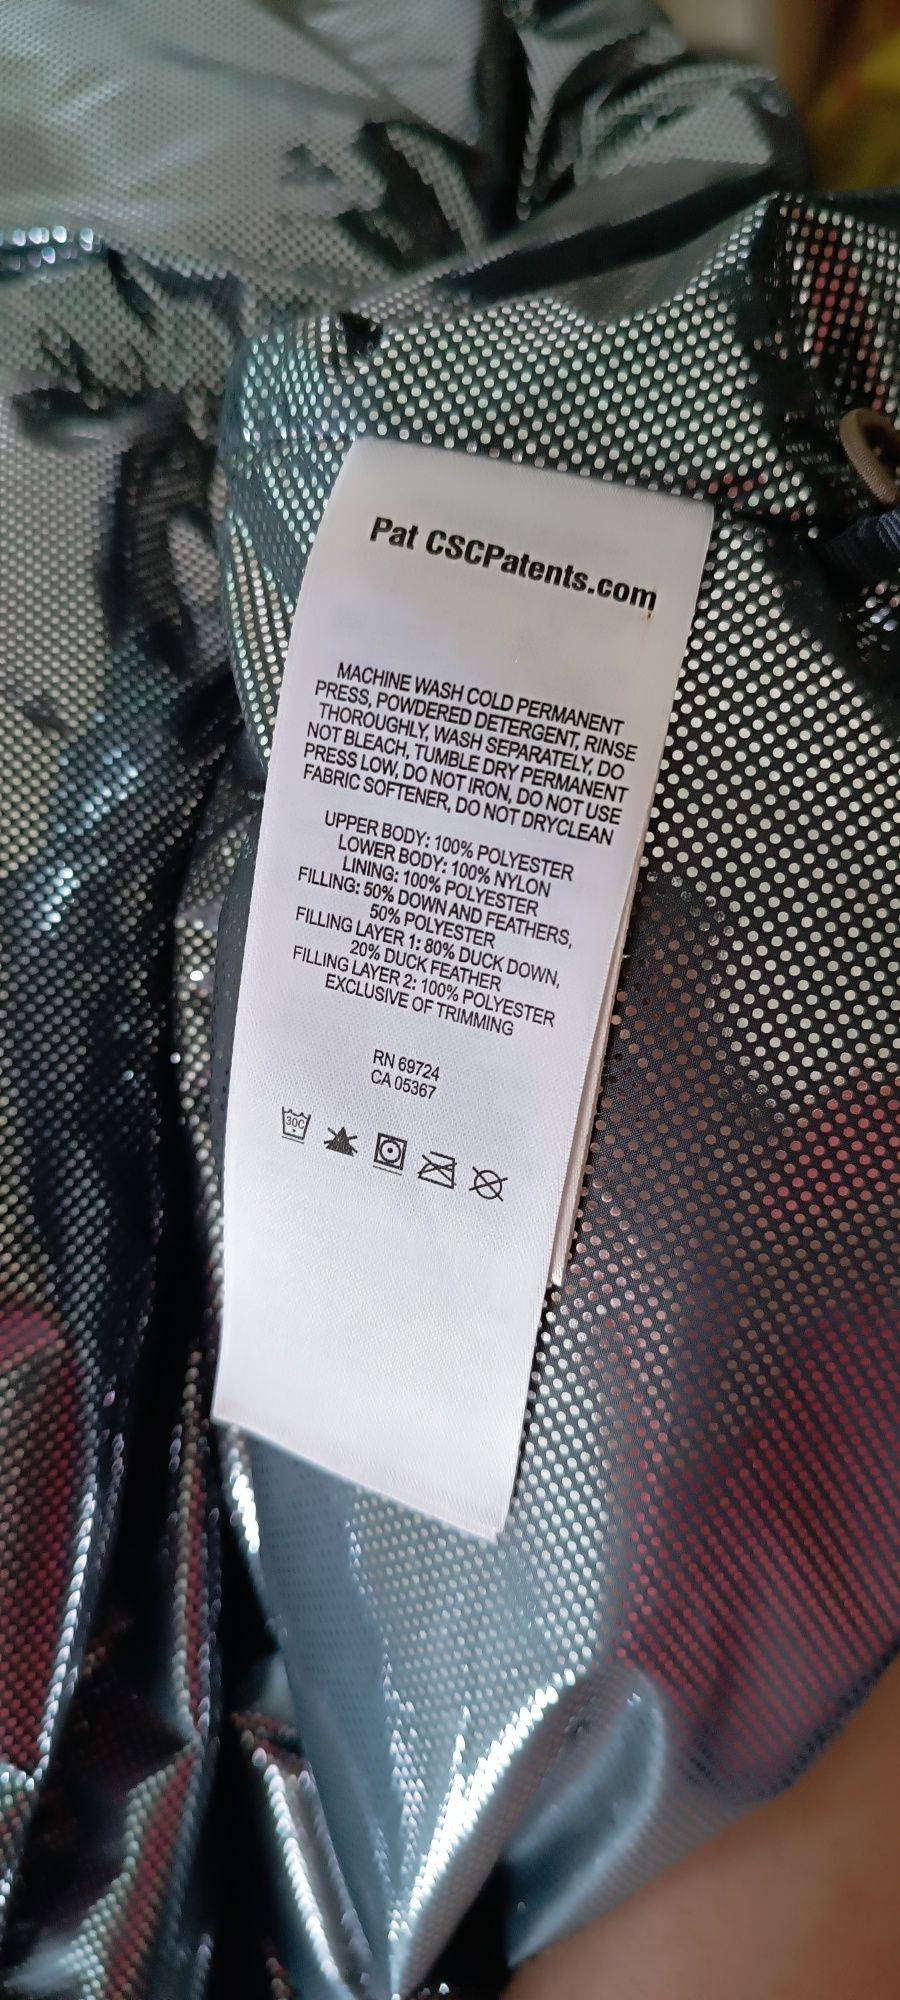 Pat CSCPatents.com
MACHINE WASH COLD PERMANENT
PRESS, POWDERED DETERGENT, RINSE
THOROUGHLY, WASH SEPARATELY, DO
NOT BLEACH, TUMBLE DRY PERMANENT
PRESS LOW, DO NOT IRON, DO NOT USE
FABRIC SOFTENER, DO NOT DRYCLEAN
UPPER BODY: 100% POLYESTER
LOWER BODY: 100% NYLON
LINING: 100% POLYESTER
FILLING: 50% DOWN AND FEATHERS,
50% POLYESTER
FILLING LAYER 1: 80% DUCK DOWN,
20% DUCK FEATHER
FILLING LAYER 2: 100% POLYESTER
EXCLUSIVE OF TRIMMING
RN 69724
CA 05367
30C